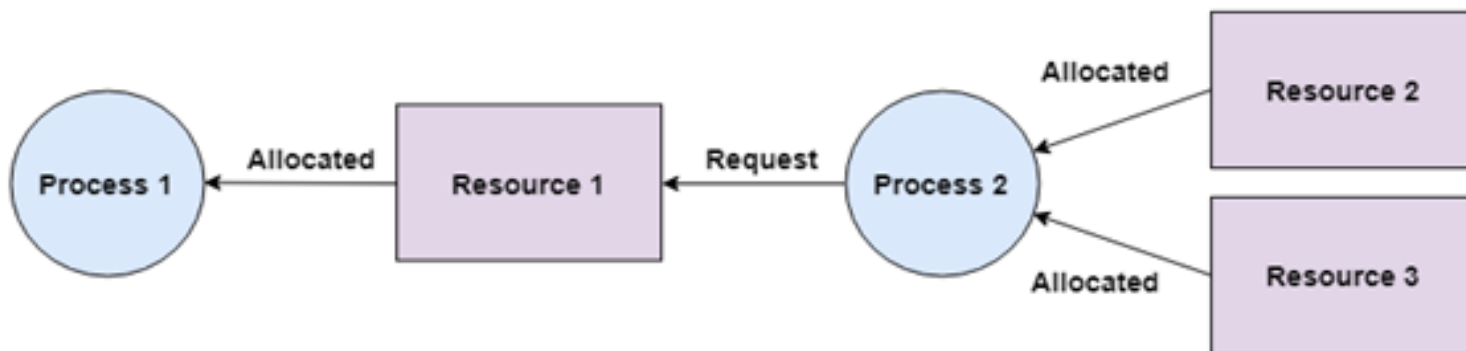 Allocated
Resource 2
Process 1
Allocated
Resource 1
Request
Process 2
Allocated
Resource 3